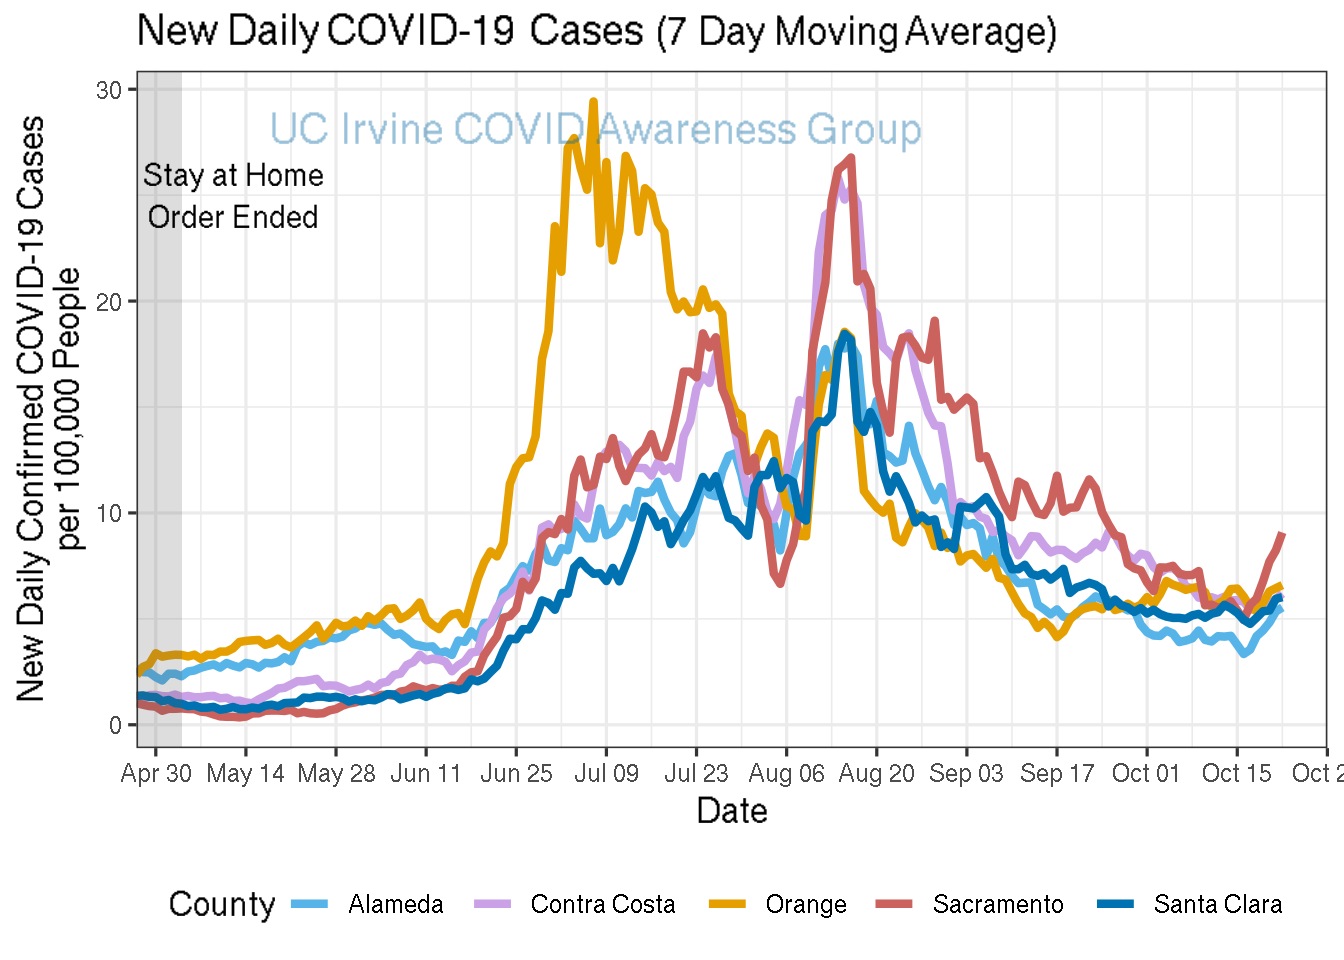 New Daily COVID-19 Cases (7 Day Moving Average)
UC Irvine COVID Awareness Group
Stay at Home
Order Ended
New Daily Confirmed COVID-19 Cases
per 100,000 People
30
20
10
0
Apr 30 May 14 May 28 Jun 11 Jun 25 Jul 09 Jul 23 Aug 06 Aug 20 Sep 03 Sep 17 Oct 01 Oct 15 Oct 2
Date
County Alameda Contra Costa Orange Sacramento Santa Clara